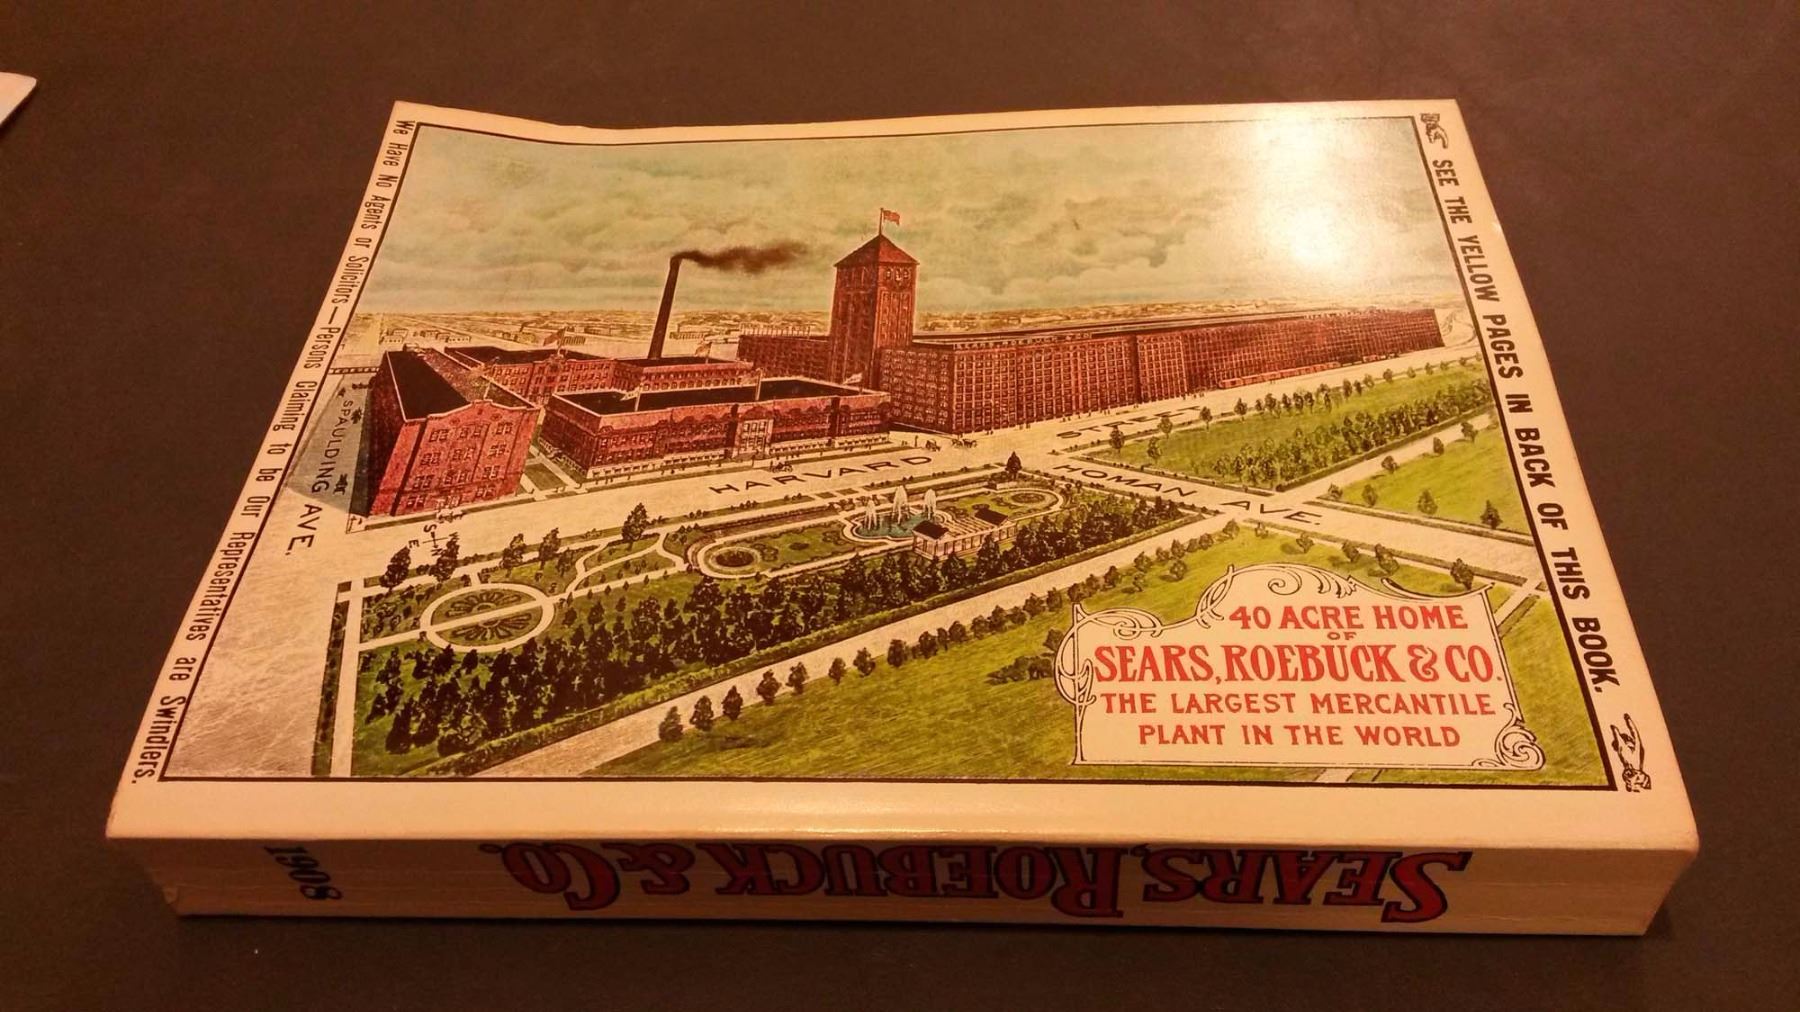 We Have No Agents or Solicitors — Persons Claiming to be Our Representatives are Swindlers.
SEE THE YELLOW PAGES IN BACK OF THIS BOOK.
SPAULDING AVE.
HARVARD STREET
HOMAN AVE.
N
S
E
W
40 ACRE HOME
OF
SEARS, ROEBUCK & CO.
THE LARGEST MERCANTILE
PLANT IN THE WORLD
SEARS, ROEBUCK & CO.
1908